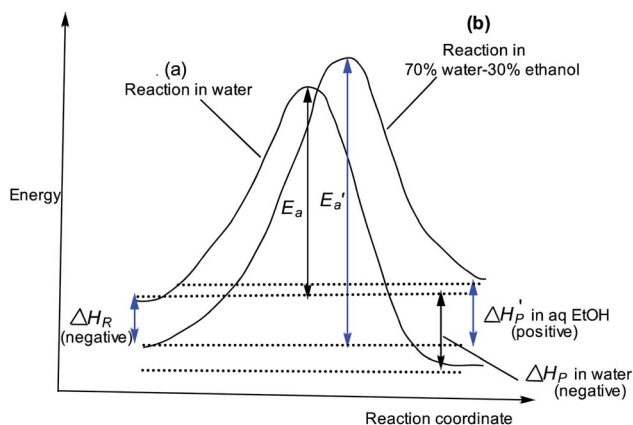 (b)
Reaction in
70% water-30% ethanol
.(a)
Reaction in water
Energy
Ea
Ea'
ΔHR
(negative)
ΔHP' in aq EtOH
(positive)
ΔHP in water
(negative)
Reaction coordinate